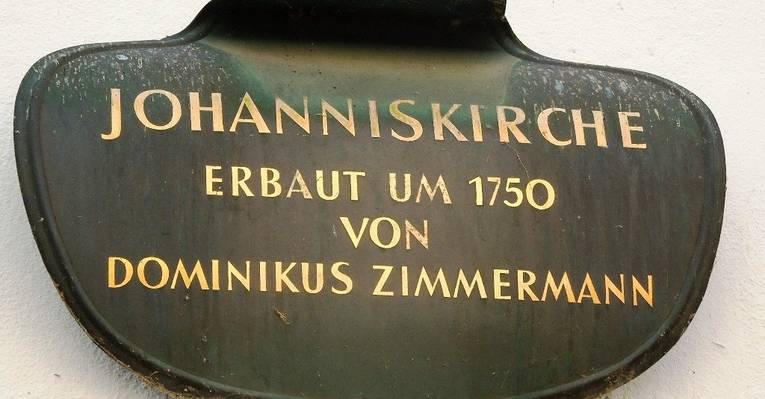 JOHANNISKIRCHE
ERBAUT UM 1750
VON
DOMINIKUS ZIMMERMANN